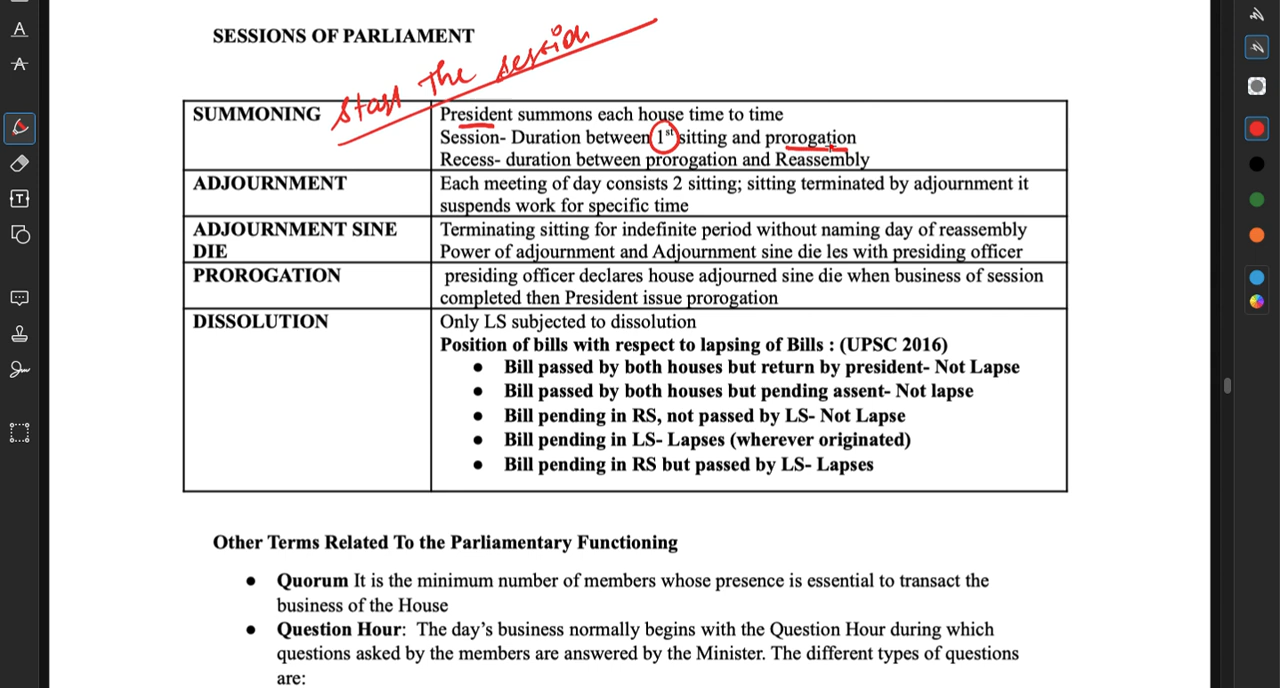 SESSIONS OF PARLIAMENT
Start The session
SUMMONING
President summons each house time to time
Session- Duration between 1st sitting and prorogation
Recess- duration between prorogation and Reassembly
ADJOURNMENT
Each meeting of day consists 2 sitting; sitting terminated by adjournment it
suspends work for specific time
ADJOURNMENT SINE
DIE
Terminating sitting for indefinite period without naming day of reassembly
Power of adjournment and Adjournment sine die les with presiding officer
PROROGATION
presiding officer declares house adjourned sine die when business of session
completed then President issue prorogation
DISSOLUTION
Only LS subjected to dissolution
Position of bills with respect to lapsing of Bills : (UPSC 2016)
● Bill passed by both houses but return by president- Not Lapse
● Bill passed by both houses but pending assent- Not lapse
● Bill pending in RS, not passed by LS- Not Lapse
● Bill pending in LS- Lapses (wherever originated)
● Bill pending in RS but passed by LS- Lapses
Other Terms Related To the Parliamentary Functioning
● Quorum It is the minimum number of members whose presence is essential to transact the
business of the House
● Question Hour: The day’s business normally begins with the Question Hour during which
questions asked by the members are answered by the Minister. The different types of questions
are: